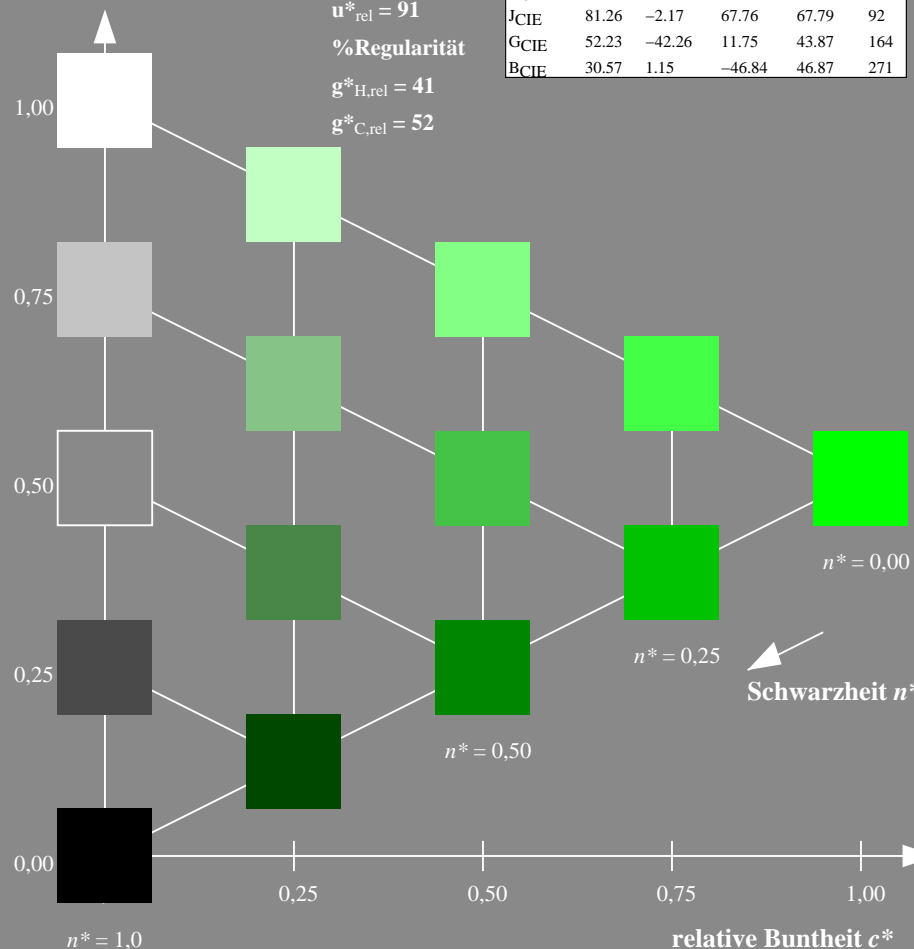 u*rel = 91
%Regularität
g*H,rel = 41
g*C,rel = 52
JCIE 81.26 –2.17 67.76 67.79 92
GCIE 52.23 –42.26 11.75 43.87 164
BCIE 30.57 1.15 –46.84 46.87 271
1,00
0,75
0,50
0,25
0,00
n* = 0,00
n* = 0,25
Schwarzheit n*
n* = 0,50
0,25 0,50 0,75 1,00
n* = 1,0
relative Buntheit c*